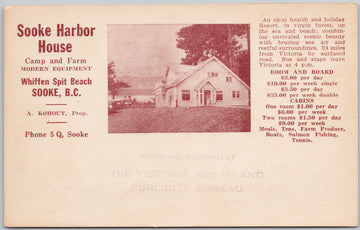 Sooke Harbor
House
Camp and Farm
MODERN EQUIPMENT
Whiffen Spit Beach
SOOKE, B.C.
A. KOHOUT, Prop.
Phone 5 Q, Sooke
An ideal health and holiday
Resort, in virgin forest, on
the sea and beach; combin-
ing unrivaled scenic beauty
with bracing sea air and
restful surroundings. 24 miles
from Victoria by surfaced
road. Bus and stage leave
Victoria at 4 p.m.
ROOM AND BOARD
$3.00 per day
$19.00 per week single
$5.50 per day
$35.00 per week double
CABINS
One room $1.00 per day
$6.00 per week
Two rooms $1.50 per day
$9.00 per week
Meals, Teas, Farm Produce,
Boats, Salmon Fishing,
Tennis.
With the Compliments of
THE VICTORIA AND ISLAND
PUBLICITY BUREAU